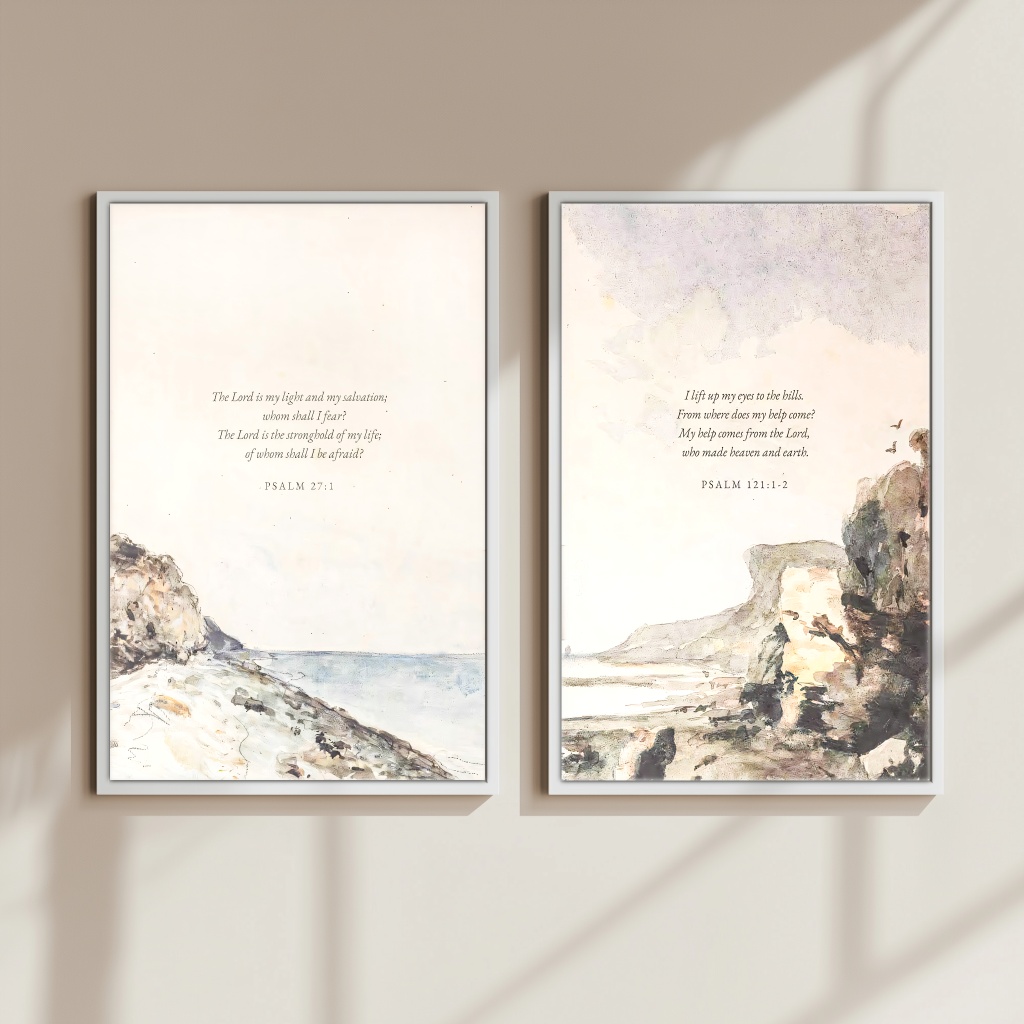 The Lord is my light and my salvation;
whom shall I fear?
The Lord is the stronghold of my life;
of whom shall I be afraid?
PSALM 27:1
I lift up my eyes to the hills.
From where does my help come?
My help comes from the Lord,
who made heaven and earth.
PSALM 121:1-2